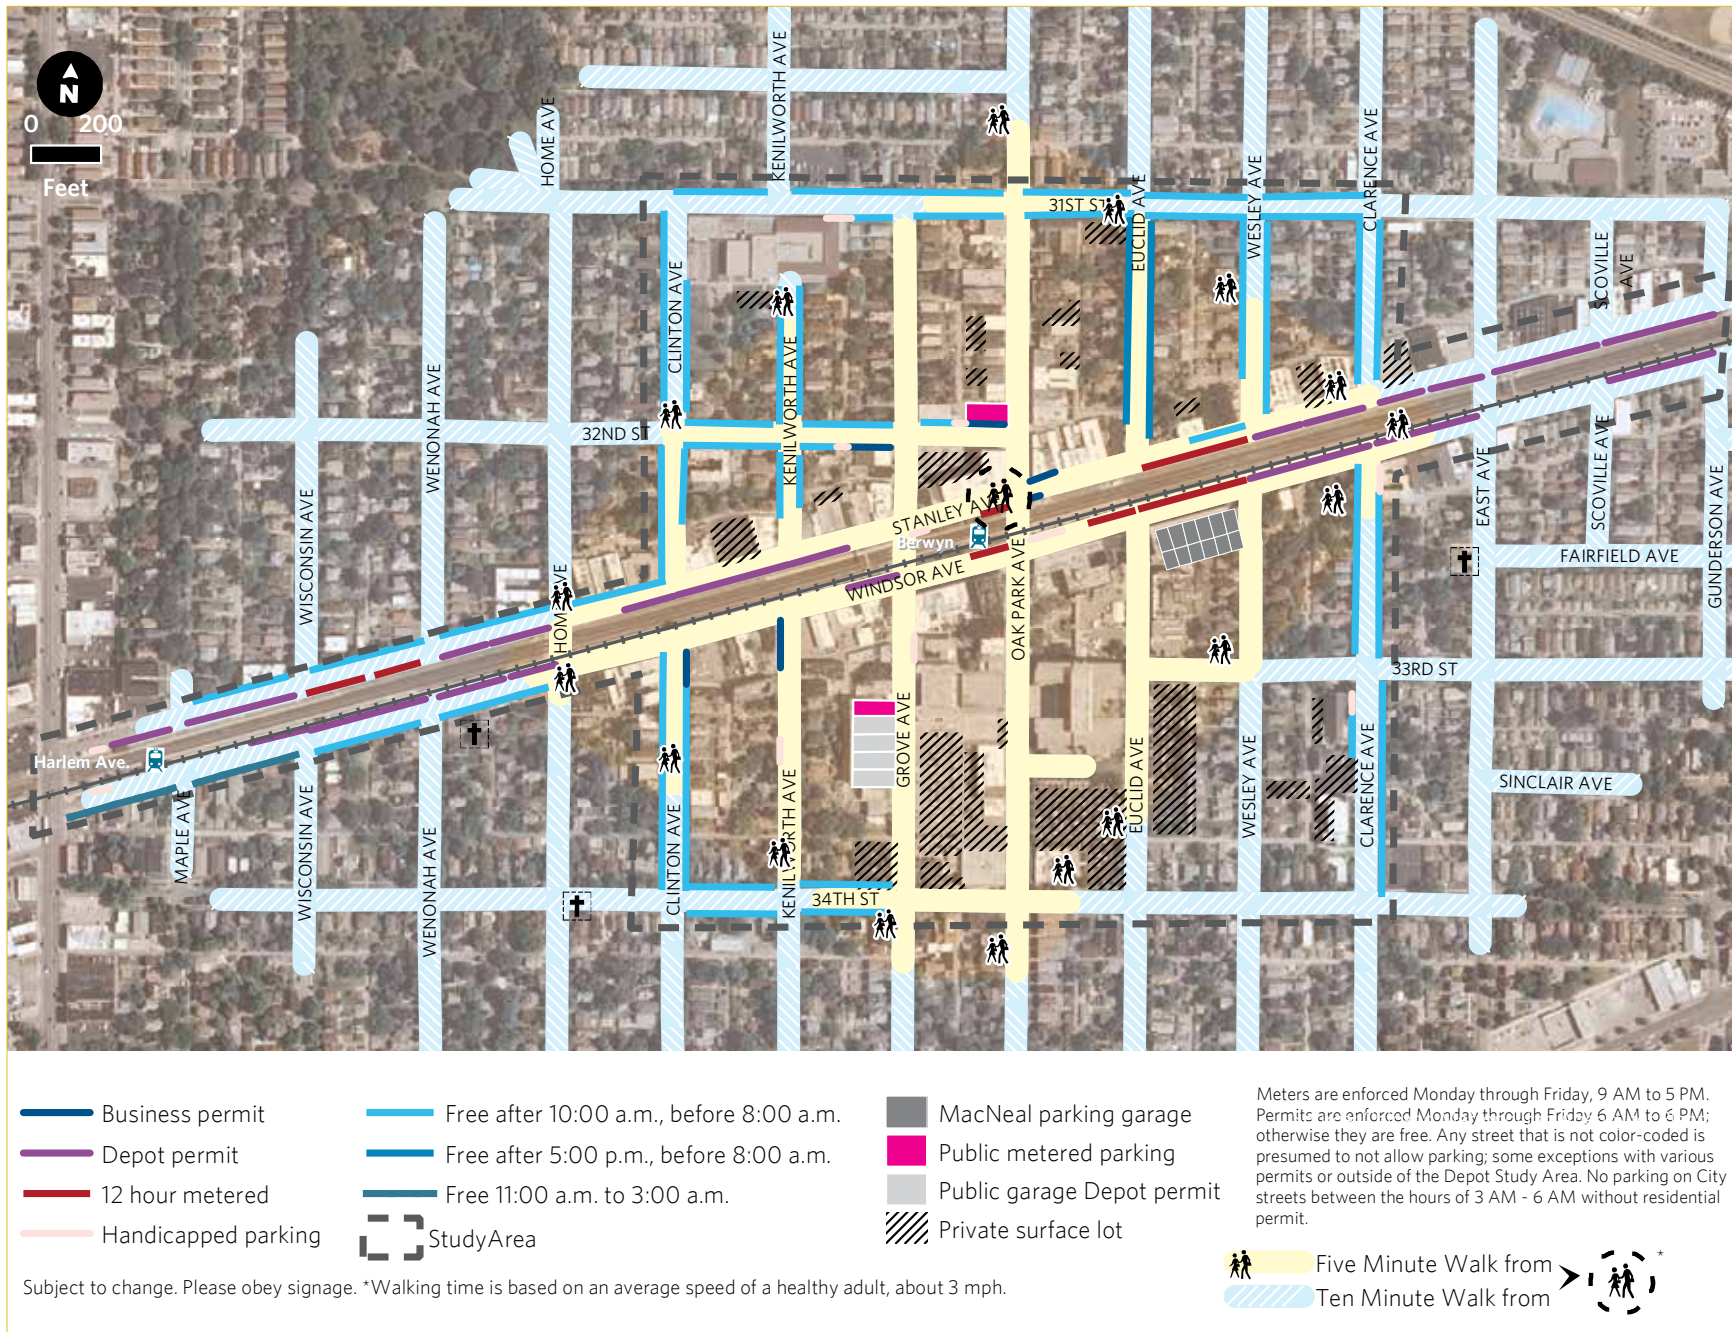 N
0 200
Feet
HOME AVE
KENILWORTH AVE
CLARENCE AVE
WESLEY AVE
EUCLID AVE
31ST ST
SCOVILLE
AVE
CLINTON AVE
KENILWORTH AVE
WENONAH AVE
32ND ST
WISCONSIN AVE
STANLEY AV
Berwyn
WINDSOR AVE
OAK PARK AVE
HOM VE
EAST AVE
SCOVILLE AVE
GUNDERSON AVE
FAIRFIELD AVE
33RD ST
Harlem Ave.
GROVE AVE
MAPLE AVE
WISCONSIN AVE
WENONAH AVE
CLINTON AVE
KENILWORTH AVE
EUCLID AVE
WESLEY AVE
CLARENCE AVE
SINCLAIR AVE
34TH ST
Business permit
Depot permit
12 hour metered
Handicapped parking
Free after 10:00 a.m., before 8:00 a.m.
Free after 5:00 p.m., before 8:00 a.m.
Free 11:00 a.m. to 3:00 a.m.
StudyArea
MacNeal parking garage
Public metered parking
Public garage Depot permit
Private surface lot
Meters are enforced Monday through Friday, 9 AM to 5 PM.
Permits are enforced Monday through Friday 6 AM to 6 PM;
otherwise they are free. Any street that is not color-coded is
presumed to not allow parking; some exceptions with various
permits or outside of the Depot Study Area. No parking on City
streets between the hours of 3 AM - 6 AM without residential
permit.
Five Minute Walk from
*
Ten Minute Walk from
Subject to change. Please obey signage. *Walking time is based on an average speed of a healthy adult, about 3 mph.